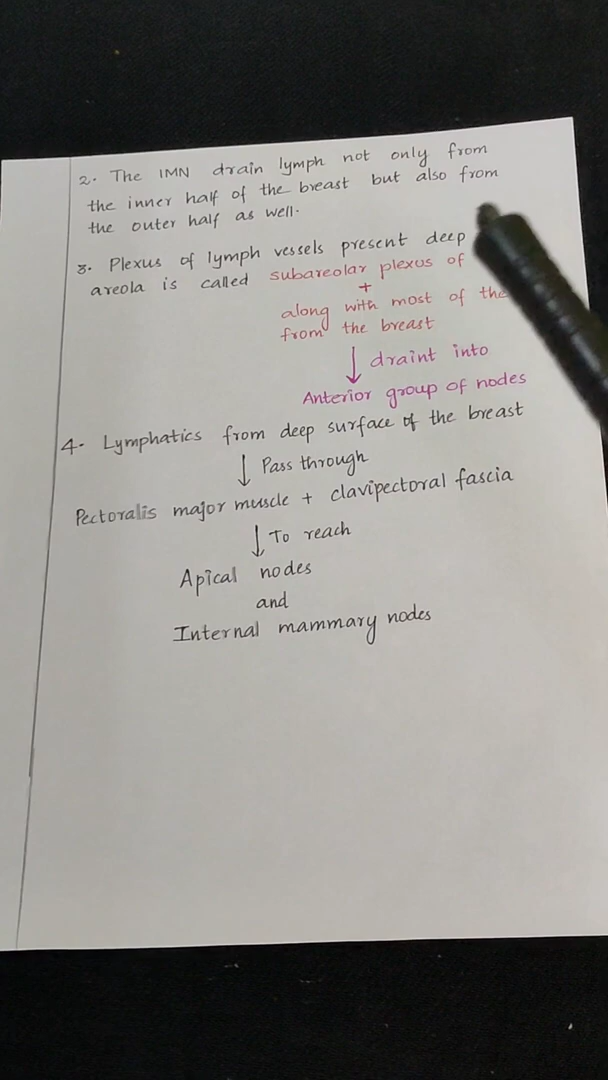 2. The IMN drain lymph not only from
the inner half of the breast but also from
the outer half as well.
3. Plexus of lymph vessels present deep
areola is called subareolar plexus of
+
along with most of the
from the breast
↓ draint into
Anterior group of nodes
4. Lymphatics from deep surface of the breast
↓ Pass through
Pectoralis major muscle + clavipectoral fascia
↓ To reach
Apical nodes
and
Internal mammary nodes